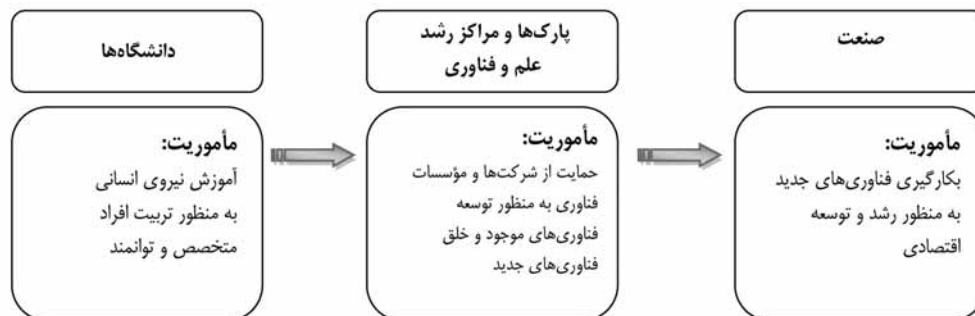 دانشگاه‌ها
مأموریت:
آموزش نیروی انسانی
به منظور تربیت افراد
متخصص و توانمند
پارک‌ها و مراکز رشد
علم و فناوری
مأموریت:
حمایت از شرکت‌ها و مؤسسات
فناوری به منظور توسعه
فناوری‌های موجود و خلق
فناوری‌های جدید
صنعت
مأموریت:
بکارگیری فناوری‌های جدید
به منظور رشد و توسعه
اقتصادی